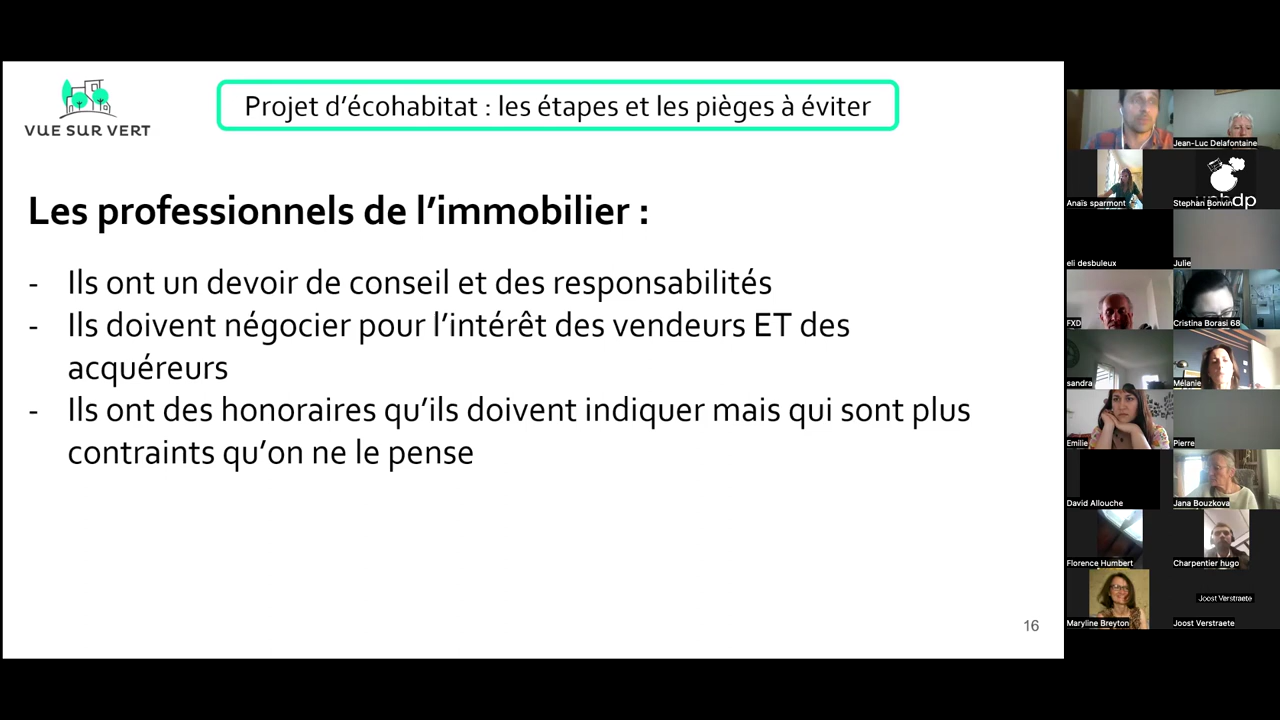 VUE SUR VERT
Projet d'écohabitat : les étapes et les pièges à éviter
Les professionnels de l'immobilier :
- Ils ont un devoir de conseil et des responsabilités
- Ils doivent négocier pour l'intérêt des vendeurs ET des
acquéreurs
- Ils ont des honoraires qu'ils doivent indiquer mais qui sont plus
contraints qu'on ne le pense
16
Jean-Luc Delafontaine
Anaïs sparmont
Stephan Bonvin
eli desbuleux
Julie
FXD
Cristina Borasi 68
sandra
Mélanie
Emilie
Pierre
David Allouche
Jana Bouzkova
Florence Humbert
Charpentier hugo
Joost Verstraete
Maryline Breyton
Joost Verstraete